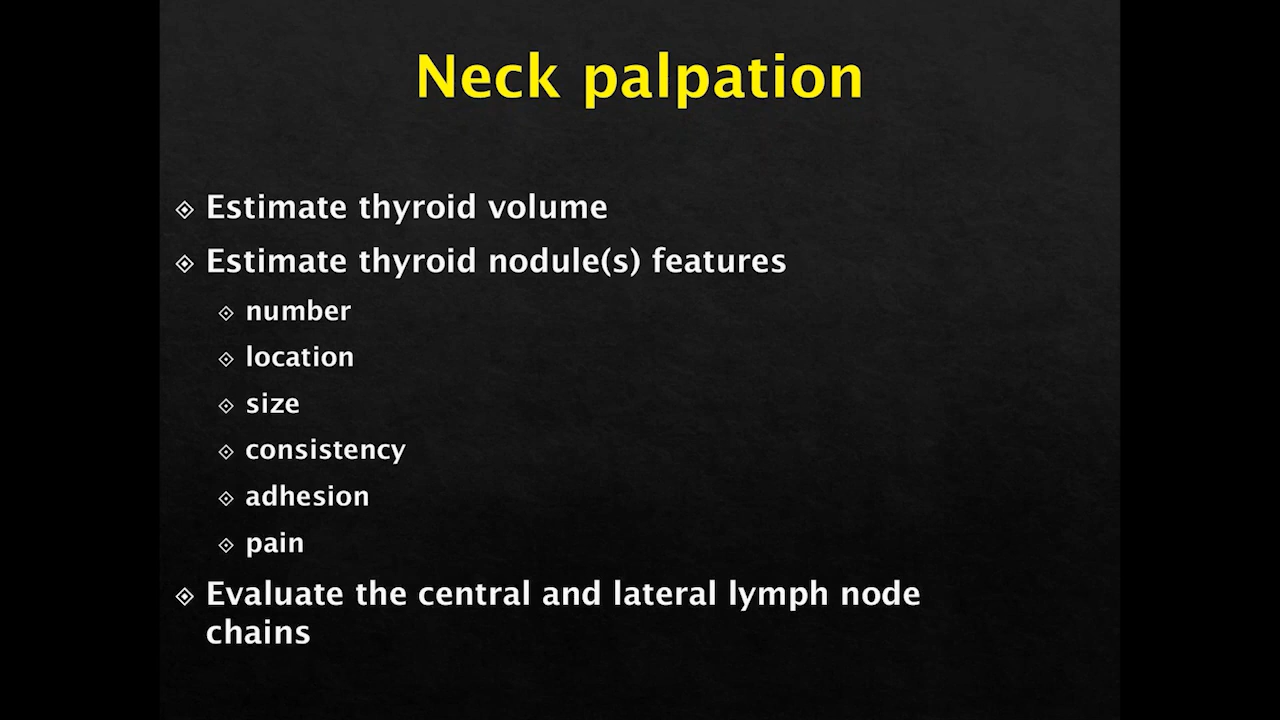 Neck palpation
Estimate thyroid volume
Estimate thyroid nodule(s) features
number
location
size
consistency
adhesion
pain
Evaluate the central and lateral lymph node
chains